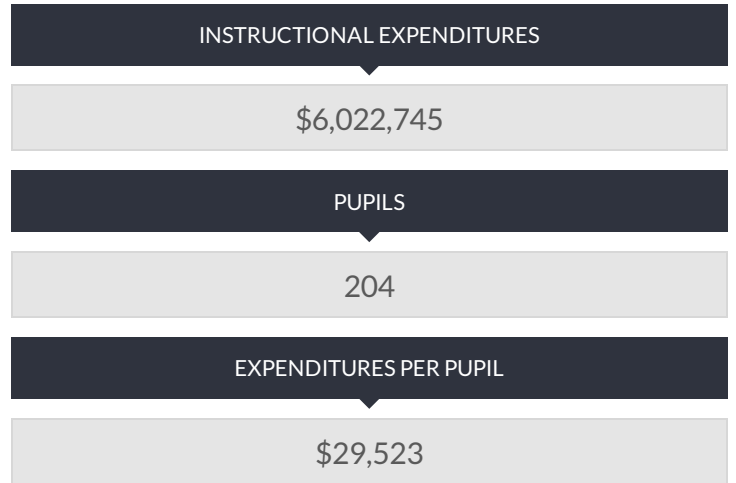 INSTRUCTIONAL EXPENDITURES
$6,022,745
PUPILS
204
EXPENDITURES PER PUPIL
$29,523